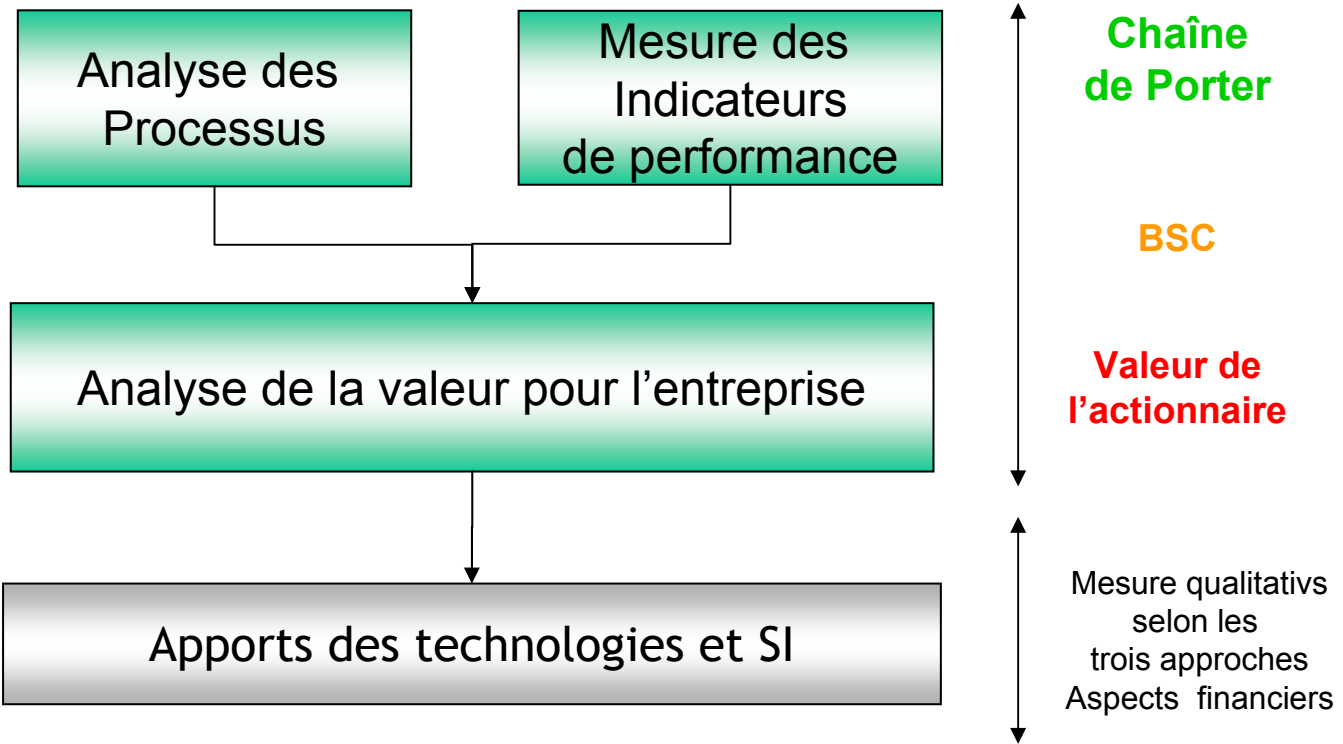 Analyse des
Processus
Mesure des
Indicateurs
de performance
Analyse de la valeur pour l’entreprise
Apports des technologies et SI
Chaîne
de Porter
BSC
Valeur de
l’actionnaire
Mesure qualitativs
selon les
trois approches
Aspects financiers